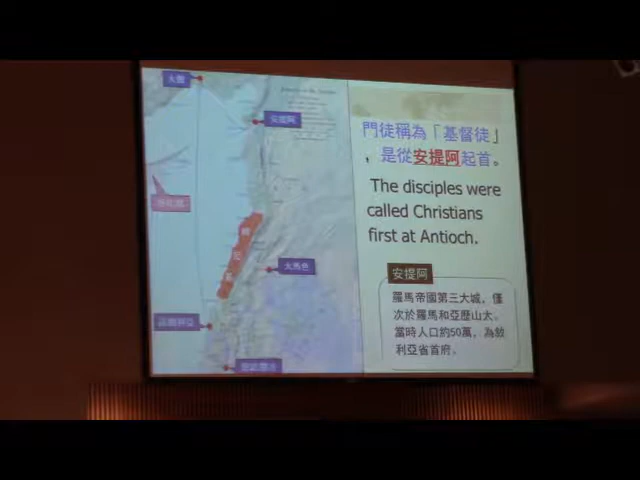 大數
安提阿
大馬色
門徒稱為「基督徒」
，是從安提阿起首。
The disciples were
called Christians
first at Antioch.
安提阿
羅馬帝國第三大城，僅
次於羅馬和亞歷山太。
當時人口約50萬，為敘
利亞省首府。